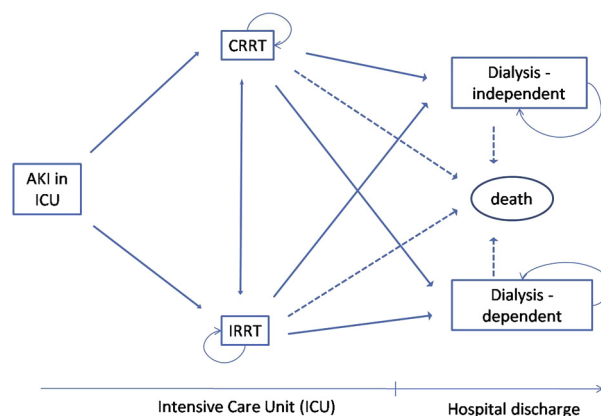 CRRT
Dialysis -
independent
AKI in
ICU
death
IRRT
Dialysis -
dependent
Intensive Care Unit (ICU)
Hospital discharge